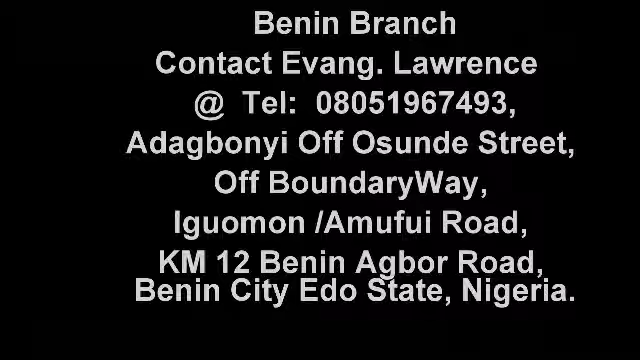 Benin Branch
Contact Evang. Lawrence
@ Tel: 08051967493,
Adagbonyi Off Osunde Street,
Off BoundaryWay,
Iguomon /Amufui Road,
KM 12 Benin Agbor Road,
Benin City Edo State, Nigeria.